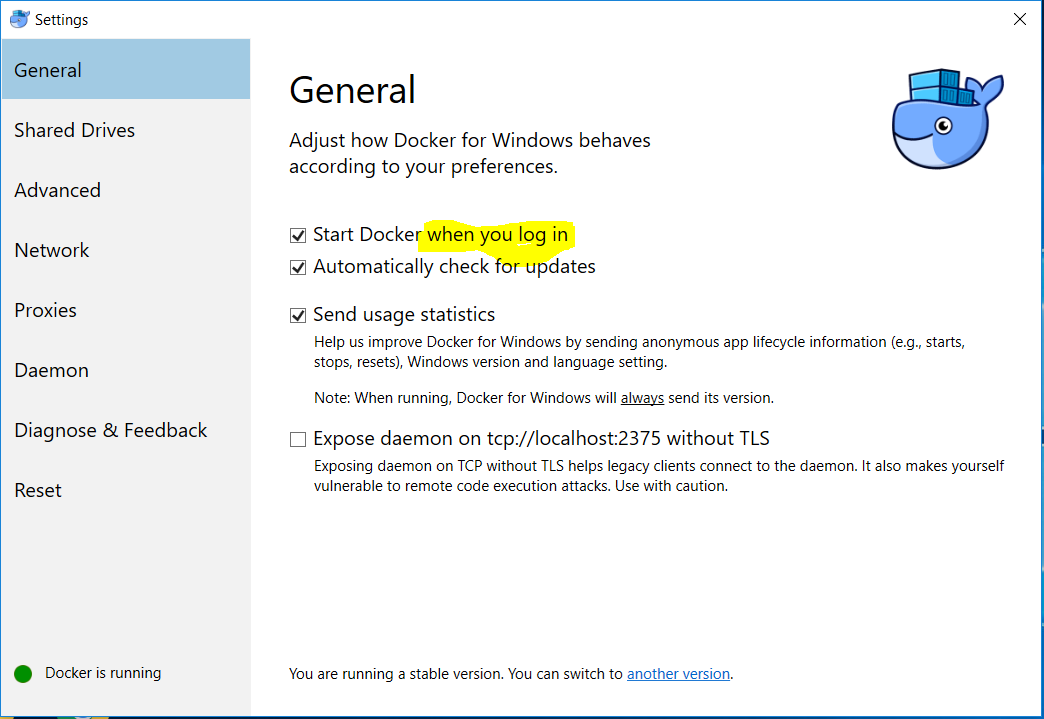 Settings
General
Shared Drives
Advanced
Network
Proxies
Daemon
Diagnose & Feedback
Reset
Docker is running
General
Adjust how Docker for Windows behaves
according to your preferences.
Start Docker when you log in
Automatically check for updates
Send usage statistics
Help us improve Docker for Windows by sending anonymous app lifecycle information (e.g., starts,
stops, resets), Windows version and language setting.
Note: When running, Docker for Windows will always send its version.
Expose daemon on tcp://localhost:2375 without TLS
Exposing daemon on TCP without TLS helps legacy clients connect to the daemon. It also makes yourself
vulnerable to remote code execution attacks. Use with caution.
You are running a stable version. You can switch to another version.